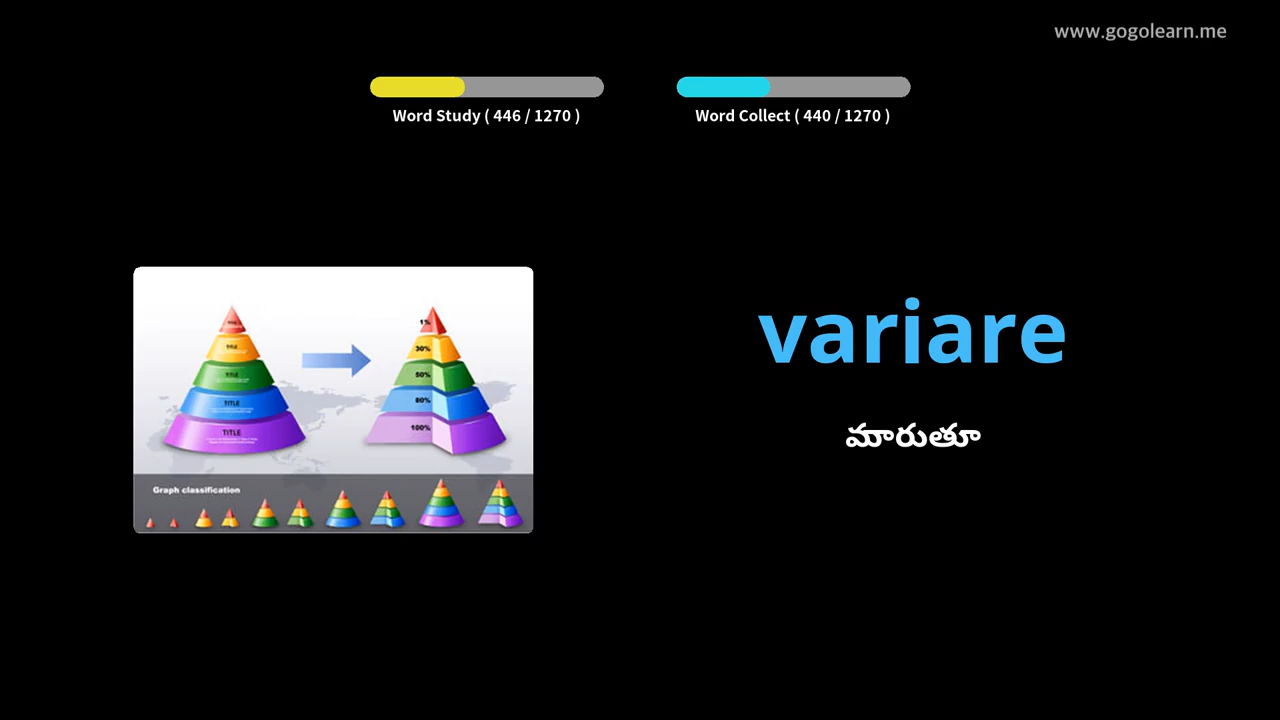 www.gogolearn.me
Word Study ( 446 / 1270 )
Word Collect ( 440 / 1270 )
variare
మారుతూ
1%
TITLE
30%
TITLE
50%
TITLE
80%
TITLE
100%
Graph classification